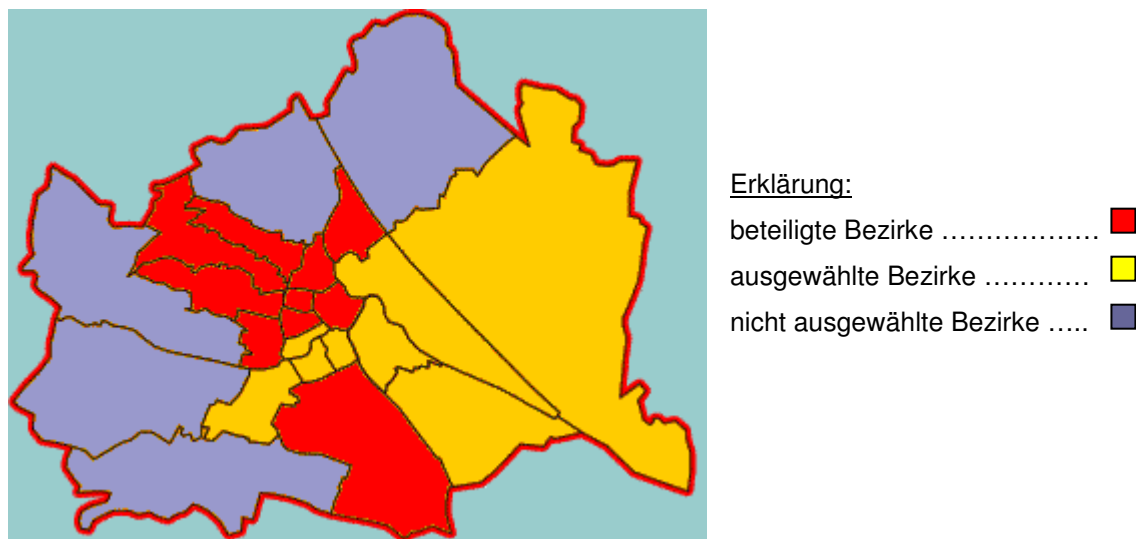 Erklärung:
beteiligte Bezirke ………………
ausgewählte Bezirke …………
nicht ausgewählte Bezirke …..